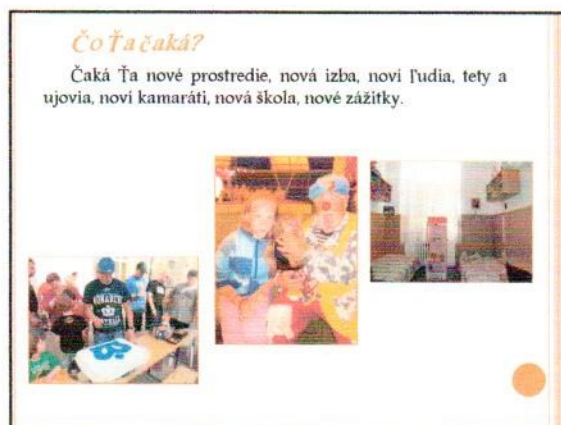 Čo Ťa čaká?
Čaká Ťa nové prostredie, nová izba, noví ľudia, tety a
ujovia, noví kamaráti, nová škola, nové zážitky.
MONARCH